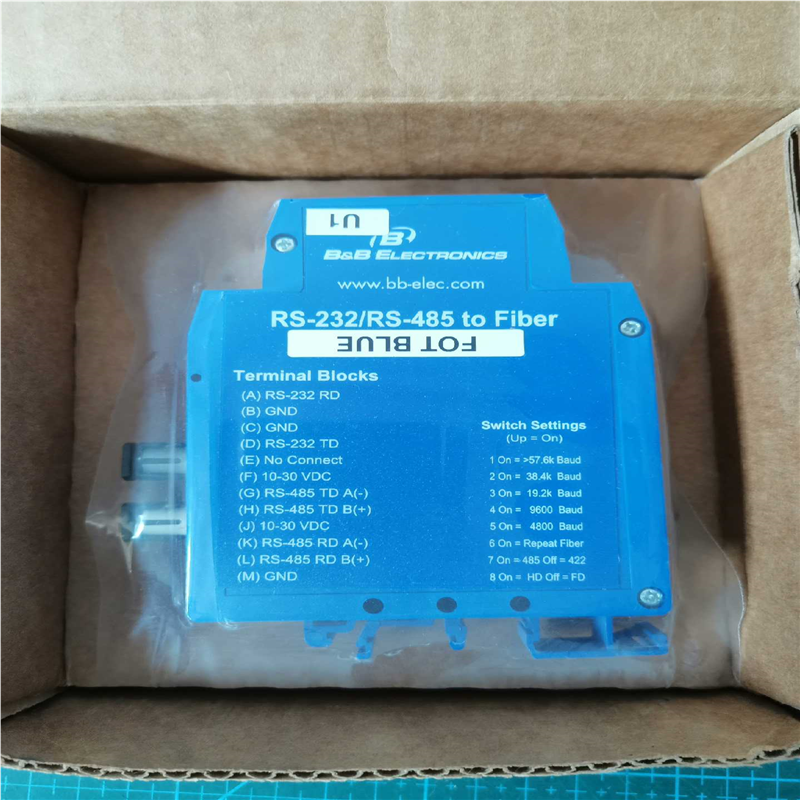 U1
B
B&B ELECTRONICS
www.bb-elec.com
RS-232/RS-485 to Fiber
FOT BLUE
Terminal Blocks
(A) RS-232 RD
(B) GND
(C) GND
(D) RS-232 TD
(E) No Connect
(F) 10-30 VDC
(G) RS-485 TD A(-)
(H) RS-485 TD B(+)
(J) 10-30 VDC
(K) RS-485 RD A(-)
(L) RS-485 RD B(+)
(M) GND
Switch Settings
(Up = On)
1 On = >57.6k Baud
2 On = 38.4k Baud
3 On = 19.2k Baud
4 On = 9600 Baud
5 On = 4800 Baud
6 On = Repeat Fiber
7 On = 485 Off = 422
8 On = HD Off = FD